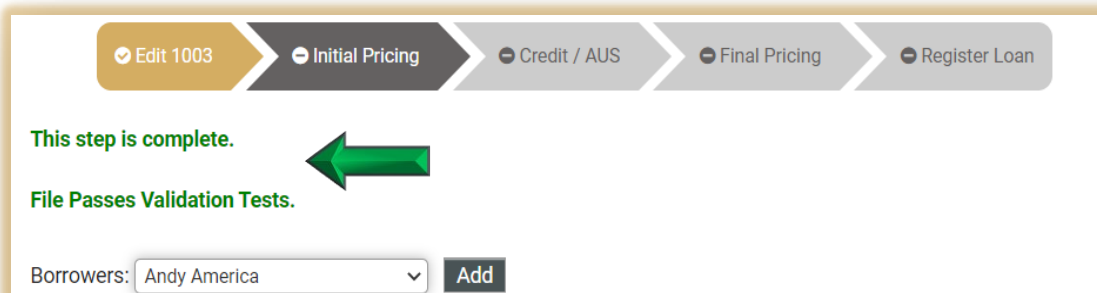 Edit 1003 Initial Pricing Credit / AUS Final Pricing Register Loan
This step is complete.
File Passes Validation Tests.
Borrowers: Andy America Add